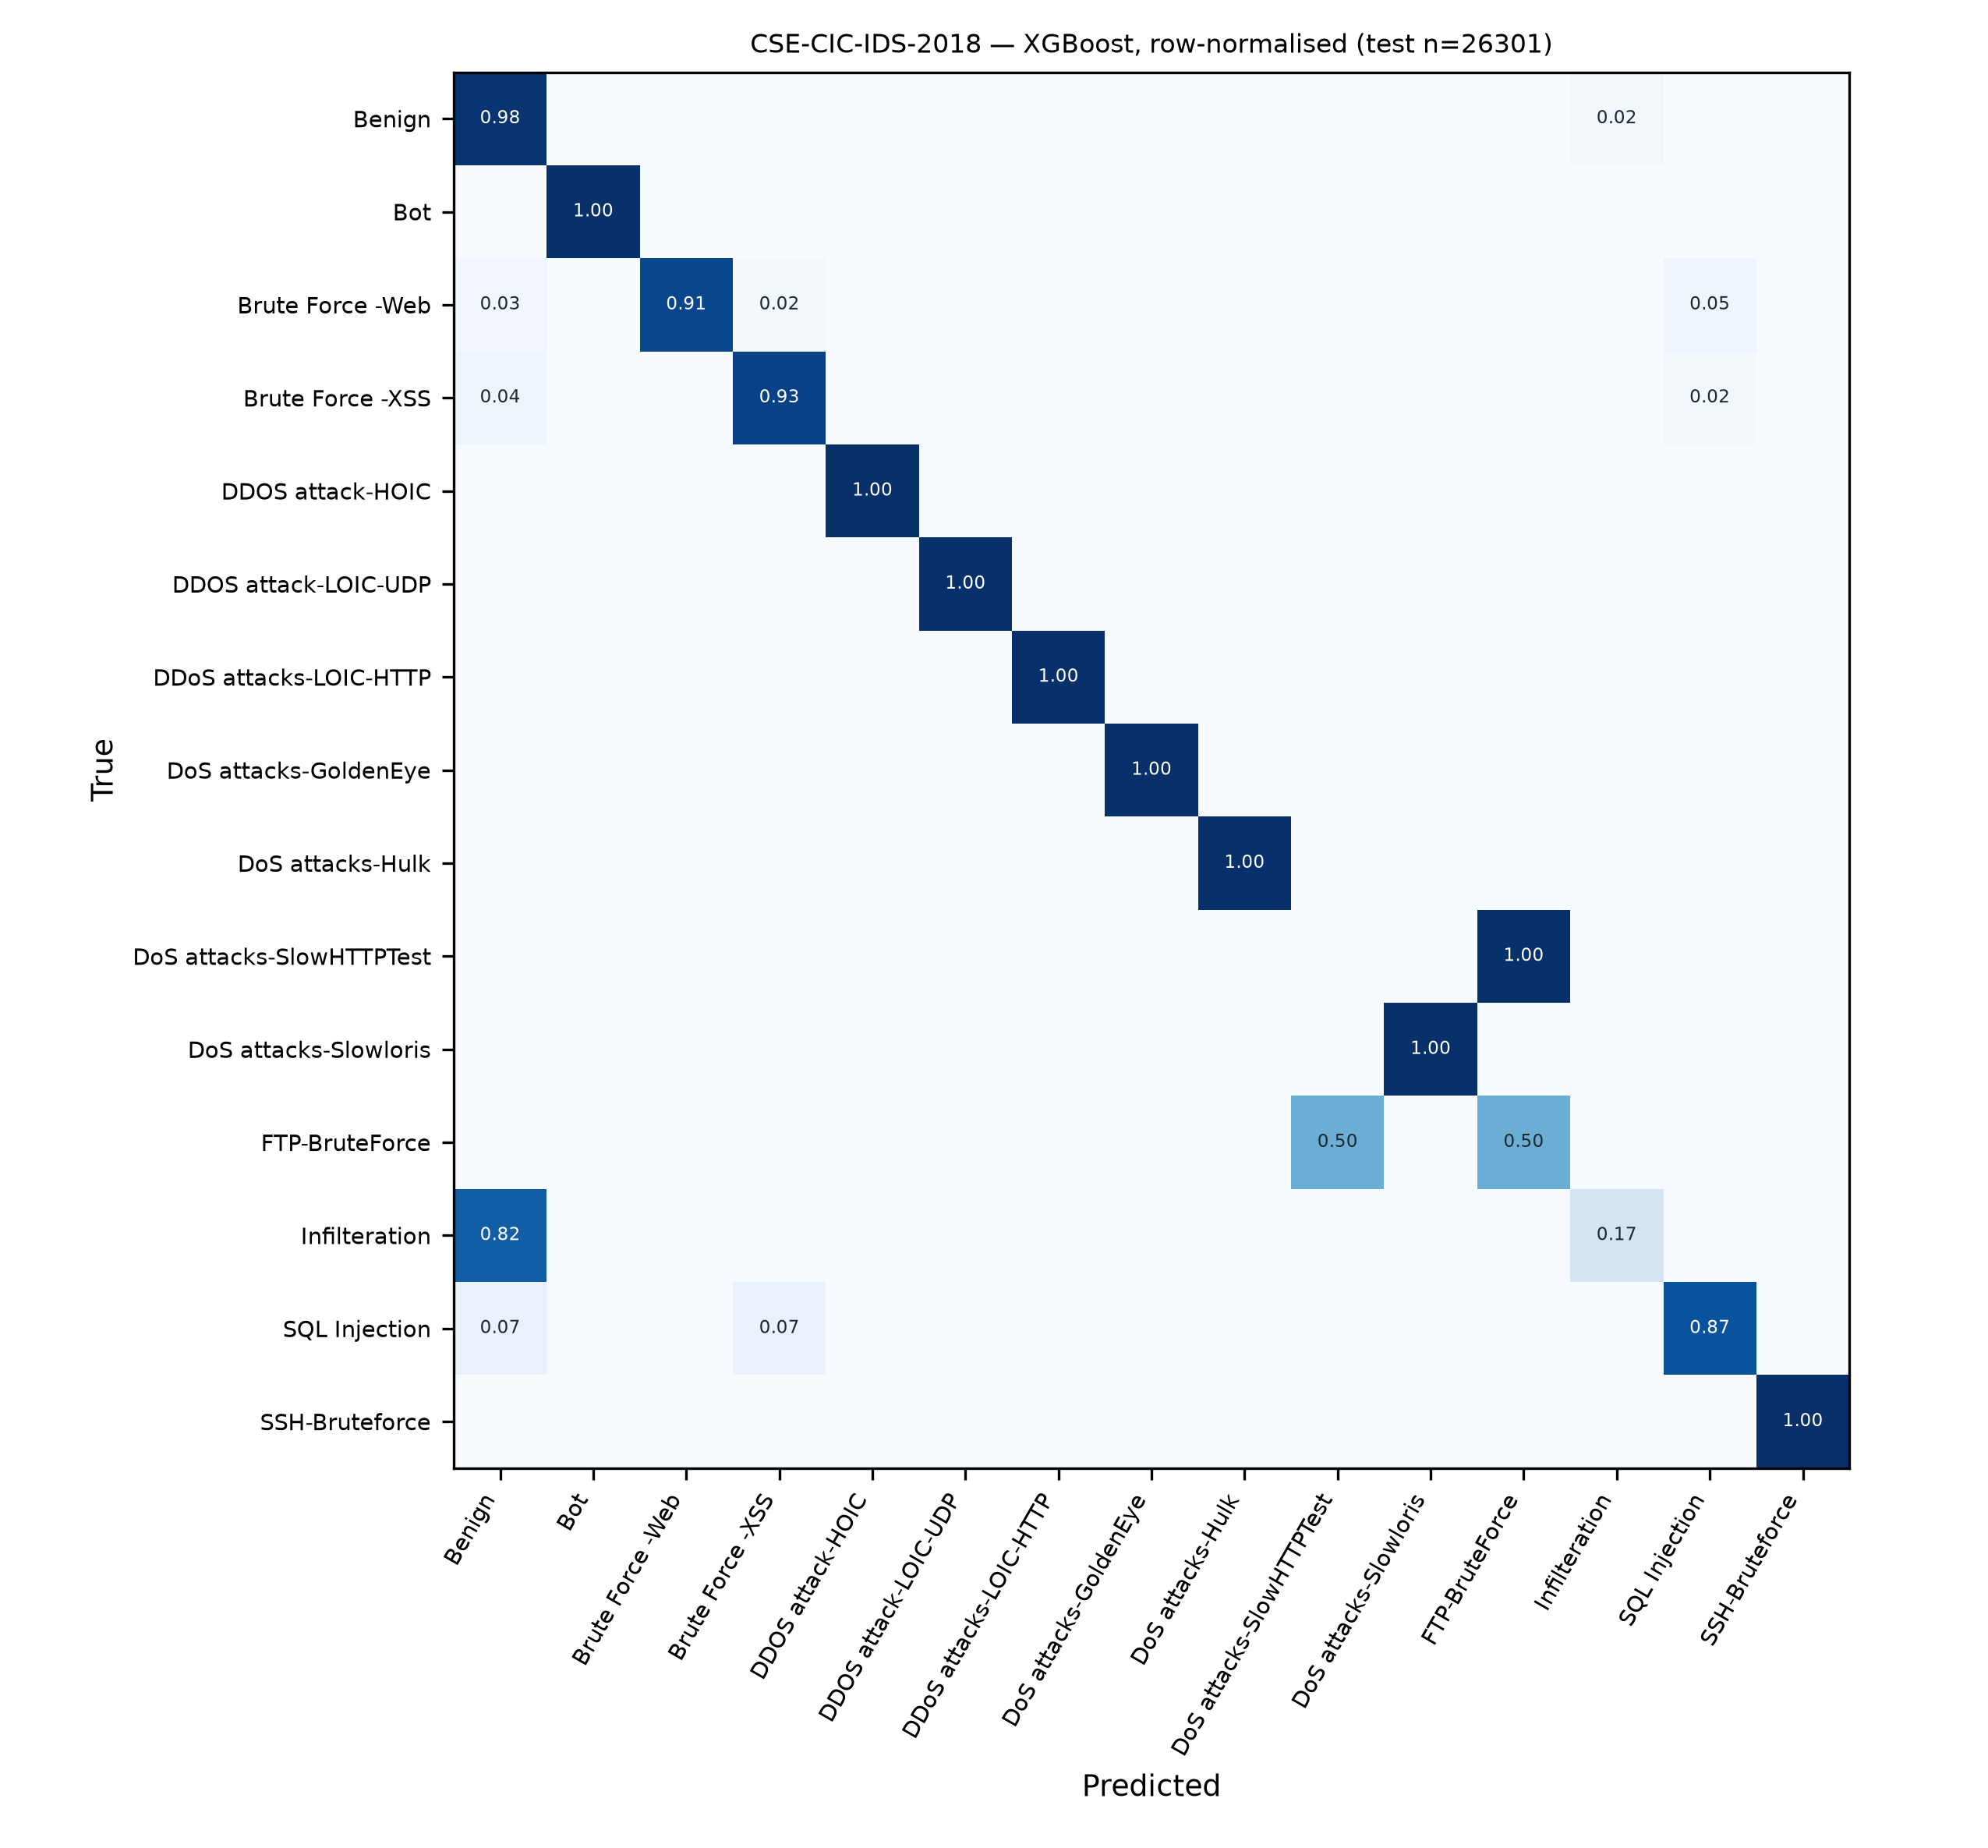 CSE-CIC-IDS-2018 — XGBoost, row-normalised (test n=26301)
True
Benign 0.98 0.02
Bot 1.00
Brute Force -Web 0.03 0.91 0.02 0.05
Brute Force -XSS 0.04 0.93 0.02
DDOS attack-HOIC 1.00
DDOS attack-LOIC-UDP 1.00
DDoS attacks-LOIC-HTTP 1.00
DoS attacks-GoldenEye 1.00
DoS attacks-Hulk 1.00
DoS attacks-SlowHTTPTest 1.00
DoS attacks-Slowloris 1.00
FTP-BruteForce 0.50 0.50
Infilteration 0.82 0.17
SQL Injection 0.07 0.07 0.87
SSH-Bruteforce 1.00
Benign
Bot
Brute Force -Web
Brute Force -XSS
DDOS attack-HOIC
DDOS attack-LOIC-UDP
DDoS attacks-LOIC-HTTP
DoS attacks-GoldenEye
DoS attacks-Hulk
DoS attacks-SlowHTTPTest
DoS attacks-Slowloris
FTP-BruteForce
Infilteration
SQL Injection
SSH-Bruteforce
Predicted